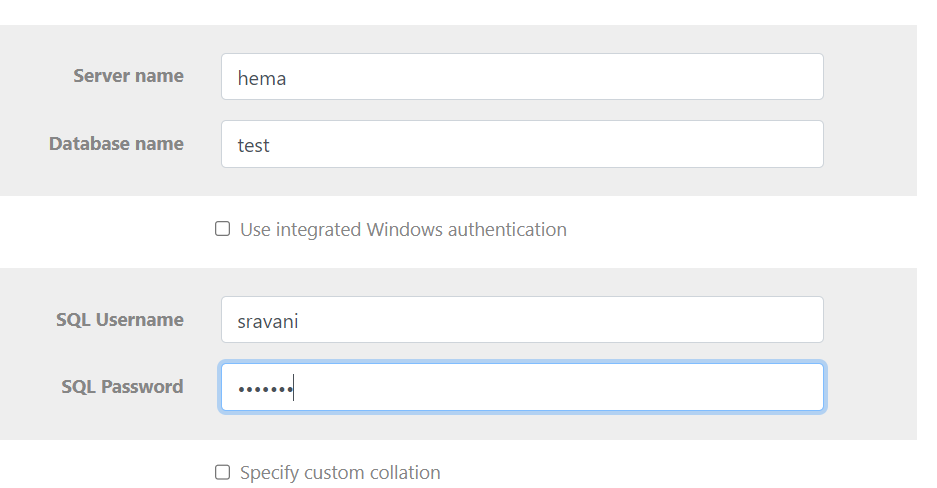 Server name hema
Database name test
Use integrated Windows authentication
SQL Username sravani
SQL Password •••••••
Specify custom collation